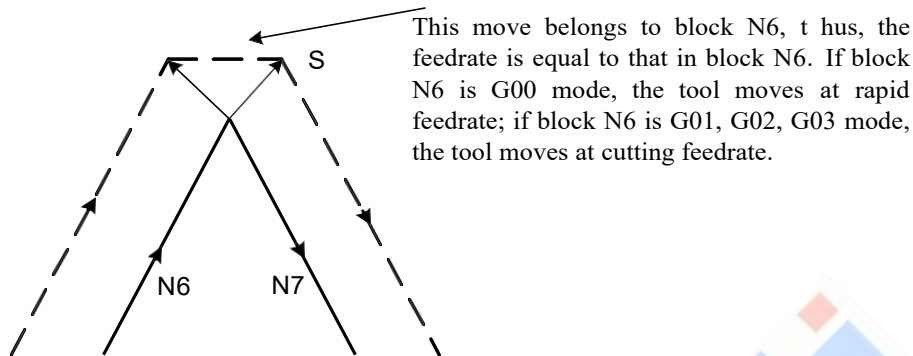 This move belongs to block N6, t hus, the
feedrate is equal to that in block N6. If block
N6 is G00 mode, the tool moves at rapid
feedrate; if block N6 is G01, G02, G03 mode,
the tool moves at cutting feedrate.
S
N6
N7